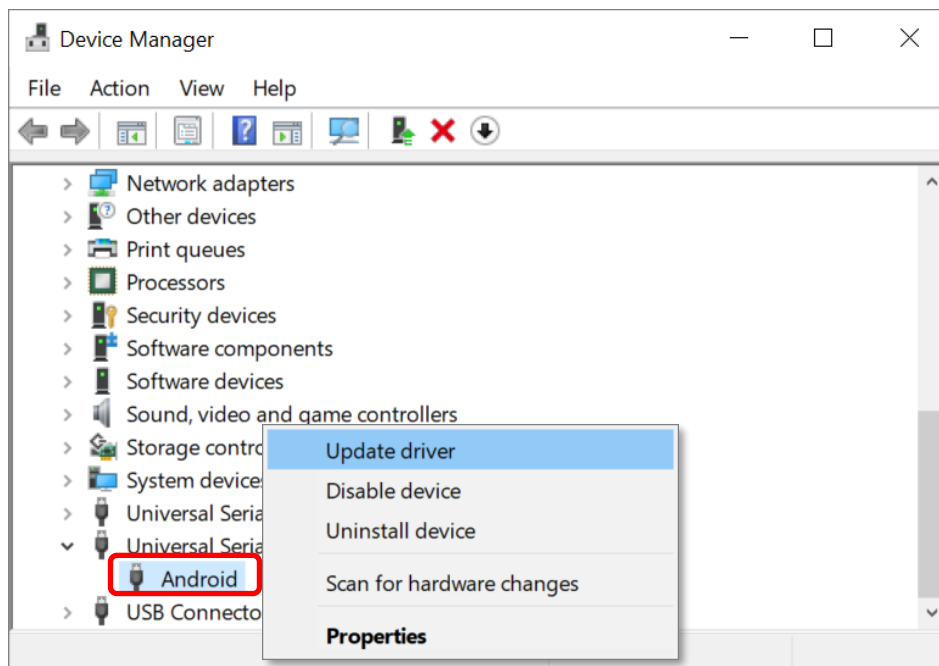 Device Manager
File Action View Help
Network adapters
Other devices
Print queues
Processors
Security devices
Software components
Software devices
Sound, video and game controllers
Storage contro
System device
Universal Seria
Universal Seria
Android
USB Connecto
Update driver
Disable device
Uninstall device
Scan for hardware changes
Properties